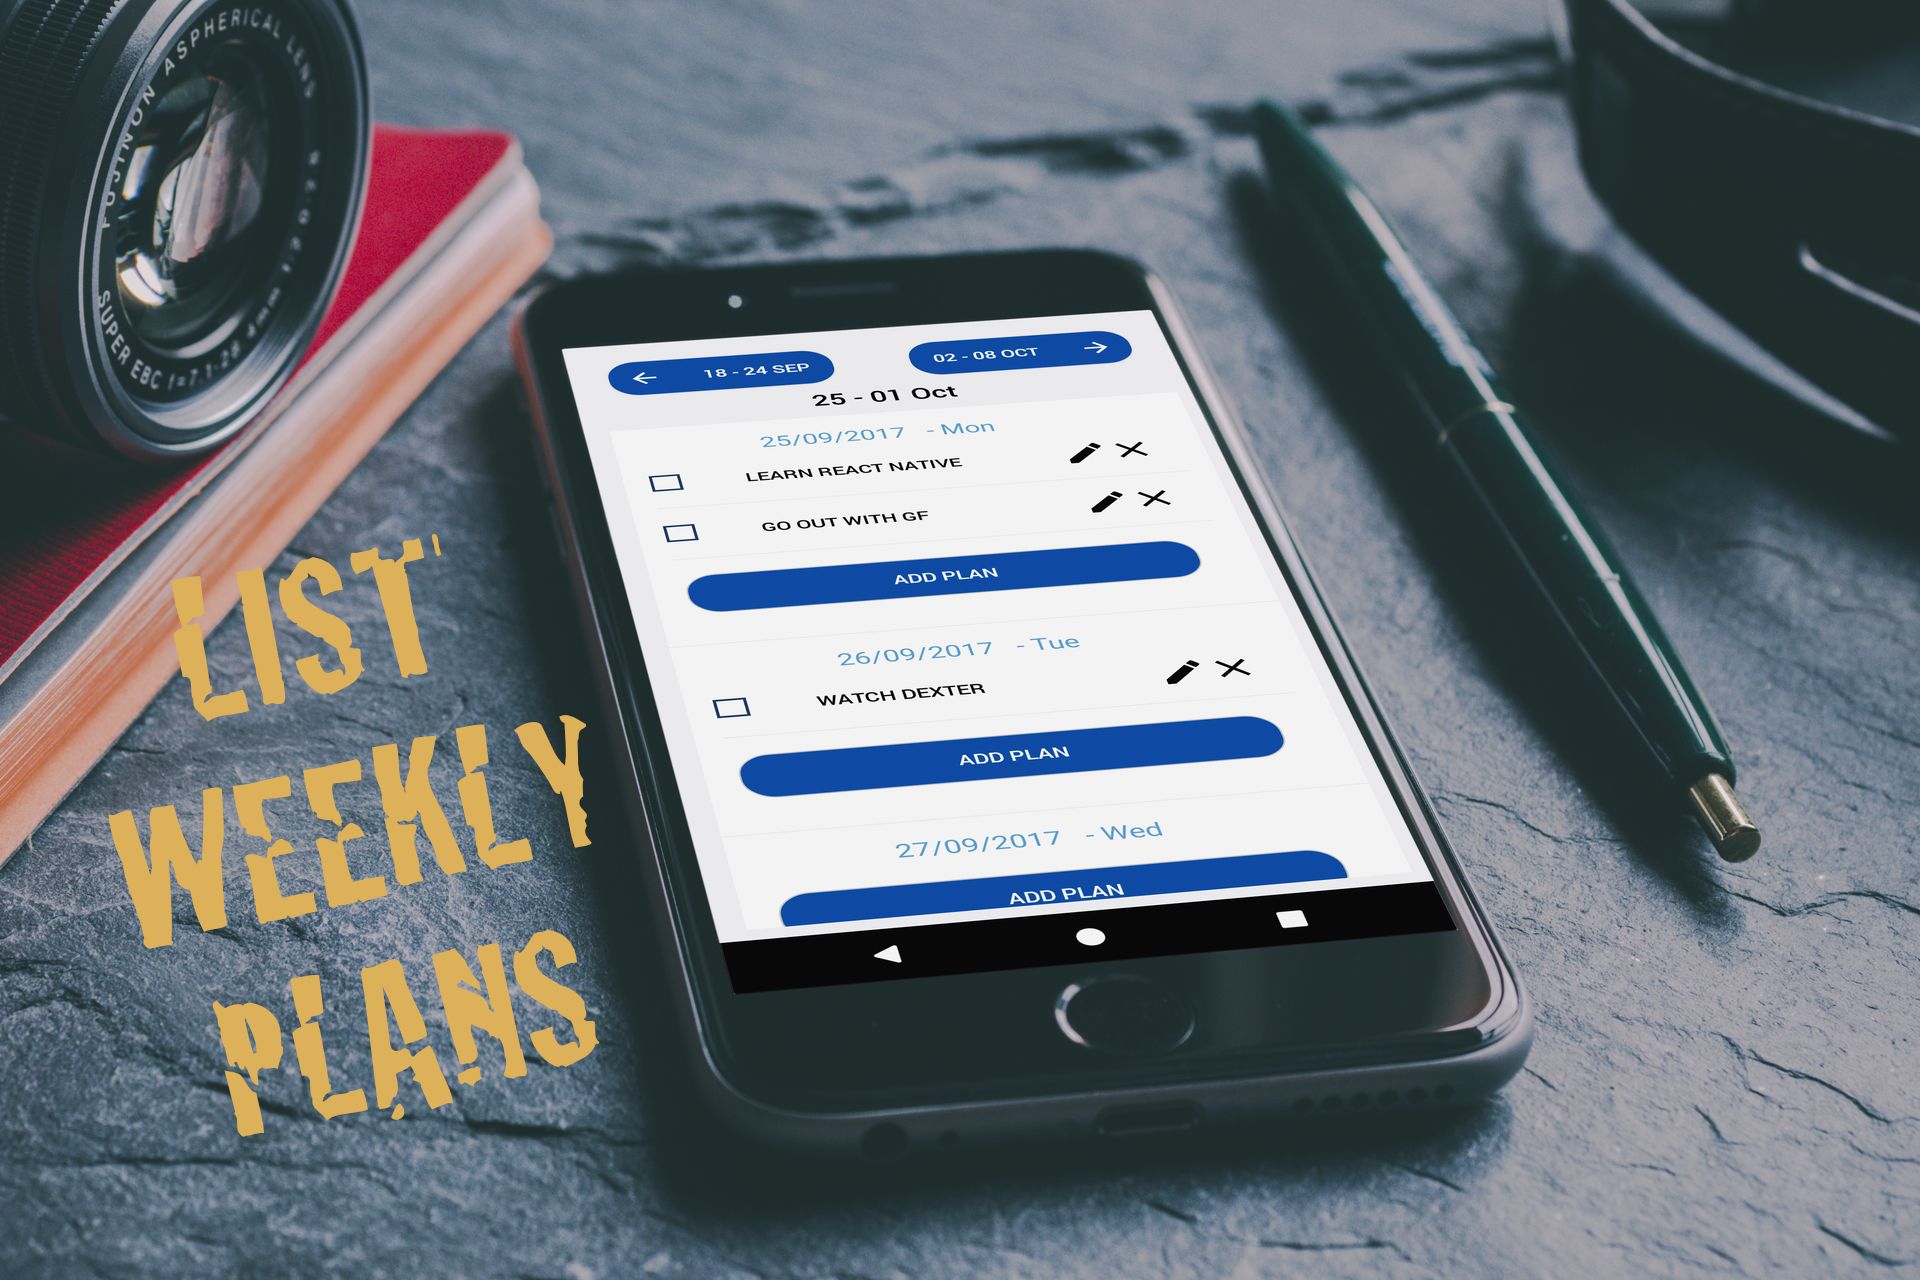 FUJINON ASPHERICAL LENS
SUPER EBC f=7.1-28.4mm
18 - 24 SEP
02 - 08 OCT
25 - 01 Oct
25/09/2017 - Mon
LEARN REACT NATIVE
GO OUT WITH GF
ADD PLAN
26/09/2017 - Tue
WATCH DEXTER
ADD PLAN
27/09/2017 - Wed
ADD PLAN
LIST
WEEKLY
PLANS